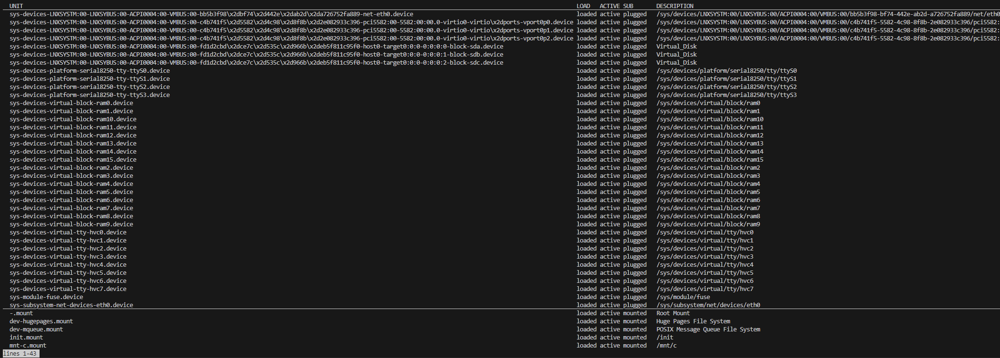 UNIT LOAD ACTIVE SUB DESCRIPTION
sys-devices-LNXSYSTM:00-LNXSYBUS:00-ACPI0004:00-VMBUS:00-bb5b3f98\x2dbf74\x2d442e\x2dab2d\x2da726752fa889-net-eth0.device loaded active plugged /sys/devices/LNXSYSTM:00/LNXSYBUS:00/ACPI0004:00/VMBUS:00/bb5b3f98-bf74-442e-ab2d-a726752fa889/net/eth0
sys-devices-LNXSYSTM:00-LNXSYBUS:00-ACPI0004:00-VMBUS:00-c4b741f5\x2d5582\x2d4c98\x2d8f8b\x2d2e082933c396-pci5582:00-5582:00:00.0-virtio0-virtio\x2dports-vport0p0.device loaded active plugged /sys/devices/LNXSYSTM:00/LNXSYBUS:00/ACPI0004:00/VMBUS:00/c4b741f5-5582-4c98-8f8b-2e082933c396/pci5582:
sys-devices-LNXSYSTM:00-LNXSYBUS:00-ACPI0004:00-VMBUS:00-c4b741f5\x2d5582\x2d4c98\x2d8f8b\x2d2e082933c396-pci5582:00-5582:00:00.0-virtio0-virtio\x2dports-vport0p1.device loaded active plugged /sys/devices/LNXSYSTM:00/LNXSYBUS:00/ACPI0004:00/VMBUS:00/c4b741f5-5582-4c98-8f8b-2e082933c396/pci5582:
sys-devices-LNXSYSTM:00-LNXSYBUS:00-ACPI0004:00-VMBUS:00-c4b741f5\x2d5582\x2d4c98\x2d8f8b\x2d2e082933c396-pci5582:00-5582:00:00.0-virtio0-virtio\x2dports-vport0p2.device loaded active plugged /sys/devices/LNXSYSTM:00/LNXSYBUS:00/ACPI0004:00/VMBUS:00/c4b741f5-5582-4c98-8f8b-2e082933c396/pci5582:
sys-devices-LNXSYSTM:00-LNXSYBUS:00-ACPI0004:00-VMBUS:00-fd1d2cbd\x2dce7c\x2d535c\x2d966b\x2deb5f811c95f0-host0-target0:0:0-0:0:0:0-block-sda.device loaded active plugged Virtual_Disk
sys-devices-LNXSYSTM:00-LNXSYBUS:00-ACPI0004:00-VMBUS:00-fd1d2cbd\x2dce7c\x2d535c\x2d966b\x2deb5f811c95f0-host0-target0:0:0-0:0:0:1-block-sdb.device loaded active plugged Virtual_Disk
sys-devices-LNXSYSTM:00-LNXSYBUS:00-ACPI0004:00-VMBUS:00-fd1d2cbd\x2dce7c\x2d535c\x2d966b\x2deb5f811c95f0-host0-target0:0:0-0:0:0:2-block-sdc.device loaded active plugged Virtual_Disk
sys-devices-platform-serial8250-tty-ttyS0.device loaded active plugged /sys/devices/platform/serial8250/tty/ttyS0
sys-devices-platform-serial8250-tty-ttyS1.device loaded active plugged /sys/devices/platform/serial8250/tty/ttyS1
sys-devices-platform-serial8250-tty-ttyS2.device loaded active plugged /sys/devices/platform/serial8250/tty/ttyS2
sys-devices-platform-serial8250-tty-ttyS3.device loaded active plugged /sys/devices/platform/serial8250/tty/ttyS3
sys-devices-virtual-block-ram0.device loaded active plugged /sys/devices/virtual/block/ram0
sys-devices-virtual-block-ram1.device loaded active plugged /sys/devices/virtual/block/ram1
sys-devices-virtual-block-ram10.device loaded active plugged /sys/devices/virtual/block/ram10
sys-devices-virtual-block-ram11.device loaded active plugged /sys/devices/virtual/block/ram11
sys-devices-virtual-block-ram12.device loaded active plugged /sys/devices/virtual/block/ram12
sys-devices-virtual-block-ram13.device loaded active plugged /sys/devices/virtual/block/ram13
sys-devices-virtual-block-ram14.device loaded active plugged /sys/devices/virtual/block/ram14
sys-devices-virtual-block-ram15.device loaded active plugged /sys/devices/virtual/block/ram15
sys-devices-virtual-block-ram2.device loaded active plugged /sys/devices/virtual/block/ram2
sys-devices-virtual-block-ram3.device loaded active plugged /sys/devices/virtual/block/ram3
sys-devices-virtual-block-ram4.device loaded active plugged /sys/devices/virtual/block/ram4
sys-devices-virtual-block-ram5.device loaded active plugged /sys/devices/virtual/block/ram5
sys-devices-virtual-block-ram6.device loaded active plugged /sys/devices/virtual/block/ram6
sys-devices-virtual-block-ram7.device loaded active plugged /sys/devices/virtual/block/ram7
sys-devices-virtual-block-ram8.device loaded active plugged /sys/devices/virtual/block/ram8
sys-devices-virtual-block-ram9.device loaded active plugged /sys/devices/virtual/block/ram9
sys-devices-virtual-tty-hvc0.device loaded active plugged /sys/devices/virtual/tty/hvc0
sys-devices-virtual-tty-hvc1.device loaded active plugged /sys/devices/virtual/tty/hvc1
sys-devices-virtual-tty-hvc2.device loaded active plugged /sys/devices/virtual/tty/hvc2
sys-devices-virtual-tty-hvc3.device loaded active plugged /sys/devices/virtual/tty/hvc3
sys-devices-virtual-tty-hvc4.device loaded active plugged /sys/devices/virtual/tty/hvc4
sys-devices-virtual-tty-hvc5.device loaded active plugged /sys/devices/virtual/tty/hvc5
sys-devices-virtual-tty-hvc6.device loaded active plugged /sys/devices/virtual/tty/hvc6
sys-devices-virtual-tty-hvc7.device loaded active plugged /sys/devices/virtual/tty/hvc7
sys-module-fuse.device loaded active plugged /sys/module/fuse
sys-subsystem-net-devices-eth0.device loaded active plugged /sys/subsystem/net/devices/eth0
-.mount loaded active mounted Root Mount
dev-hugepages.mount loaded active mounted Huge Pages File System
dev-mqueue.mount loaded active mounted POSIX Message Queue File System
init.mount loaded active mounted /init
mnt-c.mount loaded active mounted /mnt/c
lines 1-43